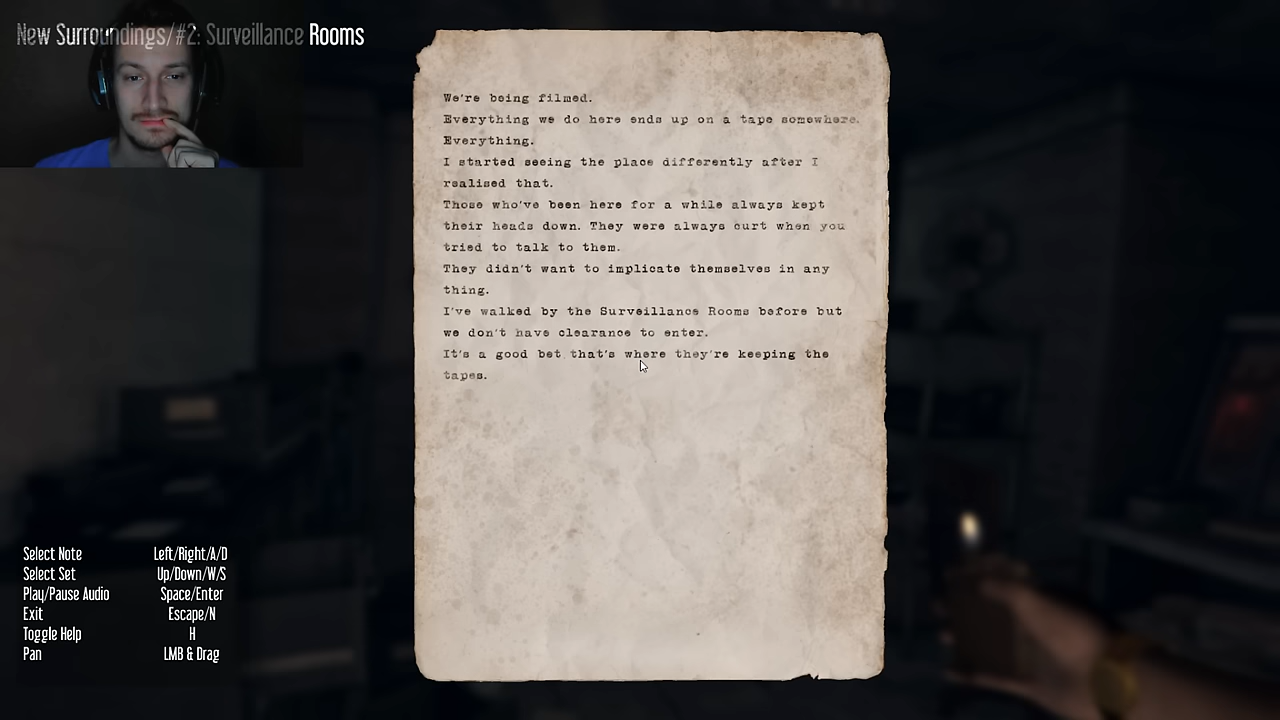 New Surroundings/#2: Surveillance Rooms
We're being filmed.
Everything we do here ends up on a tape somewhere.
Everything.
I started seeing the place differently after I
realised that.
Those who've been here for a while always kept
their heads down. They were always curt when you
tried to talk to them.
They didn't want to implicate themselves in any
thing.
I've walked by the Surveillance Rooms before but
we don't have clearance to enter.
It's a good bet that's where they're keeping the
tapes.
Select Note Left/Right/A/D
Select Set Up/Down/W/S
Play/Pause Audio Space/Enter
Exit Escape/N
Toggle Help H
Pan LMB & Drag